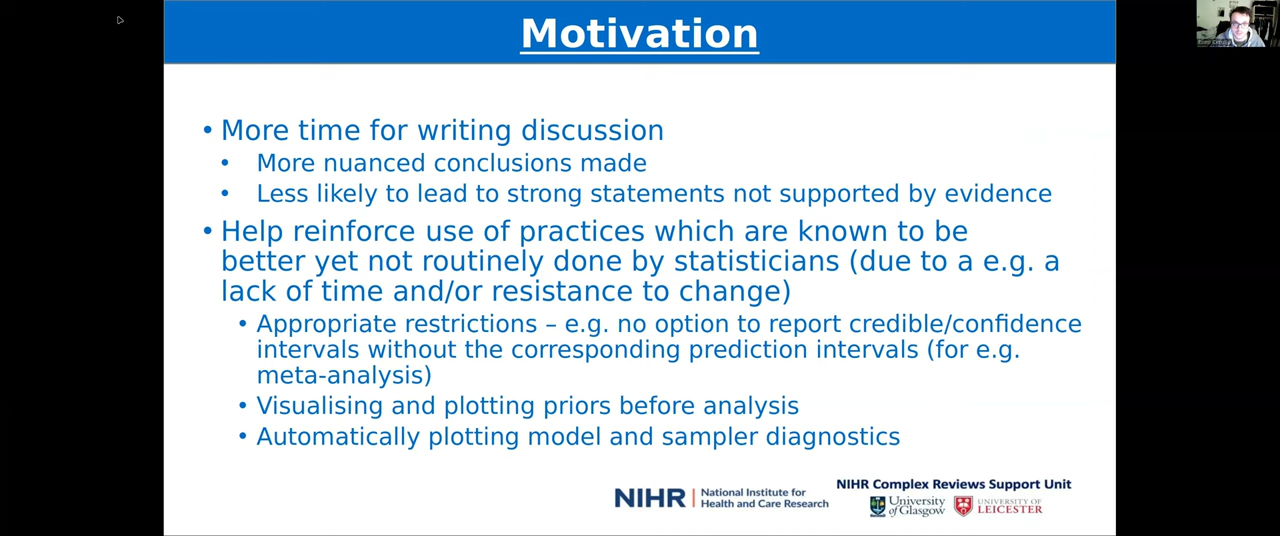 Motivation
• More time for writing discussion
• More nuanced conclusions made
• Less likely to lead to strong statements not supported by evidence
• Help reinforce use of practices which are known to be
better yet not routinely done by statisticians (due to a e.g. a
lack of time and/or resistance to change)
• Appropriate restrictions – e.g. no option to report credible/confidence
intervals without the corresponding prediction intervals (for e.g.
meta-analysis)
• Visualising and plotting priors before analysis
• Automatically plotting model and sampler diagnostics
NIHR Complex Reviews Support Unit
NIHR | National Institute for
Health and Care Research
University
of Glasgow
UNIVERSITY OF
LEICESTER